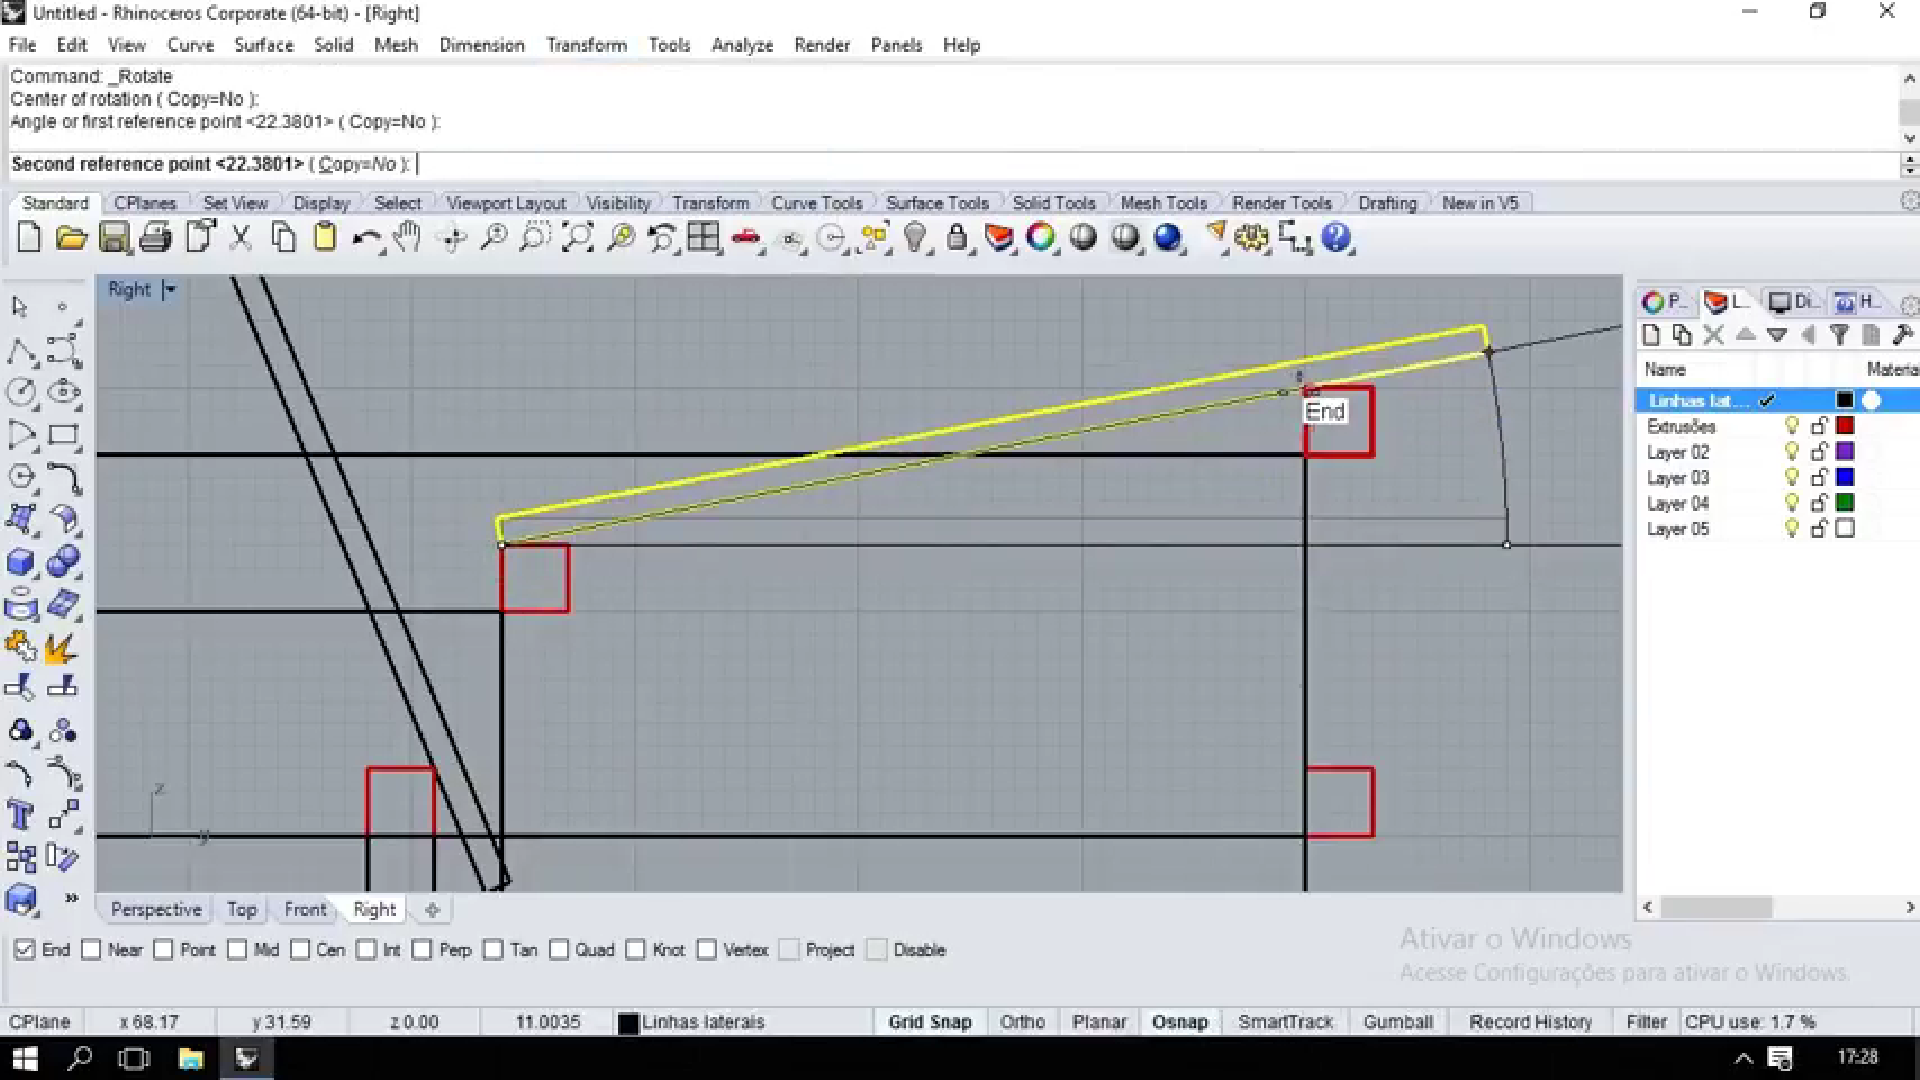 Untitled - Rhinoceros Corporate (64-bit) - [Right]
File Edit View Curve Surface Solid Mesh Dimension Transform Tools Analyze Render Panels Help
Command: _Rotate
Center of rotation ( Copy=No ):
Angle or first reference point <22.3801> ( Copy=No ):
Second reference point <22.3801> ( Copy=No ):
Standard CPlanes Set View Display Select Viewport Layout Visibility Transform Curve Tools Surface Tools Solid Tools Mesh Tools Render Tools Drafting New in V5
Right
P... L... Di... H...
Name Materia
Linhas lat...
Extrusões
Layer 02
Layer 03
Layer 04
Layer 05
End
z
y
Perspective Top Front Right
End Near Point Mid Cen Int Perp Tan Quad Knot Vertex Project Disable
Ativar o Windows
Acesse Configurações para ativar o Windows.
CPlane x 68.17 y 31.59 z 0.00 11.0035 Linhas laterais Grid Snap Ortho Planar Osnap SmartTrack Gumball Record History Filter CPU use: 1.7 %
17:28